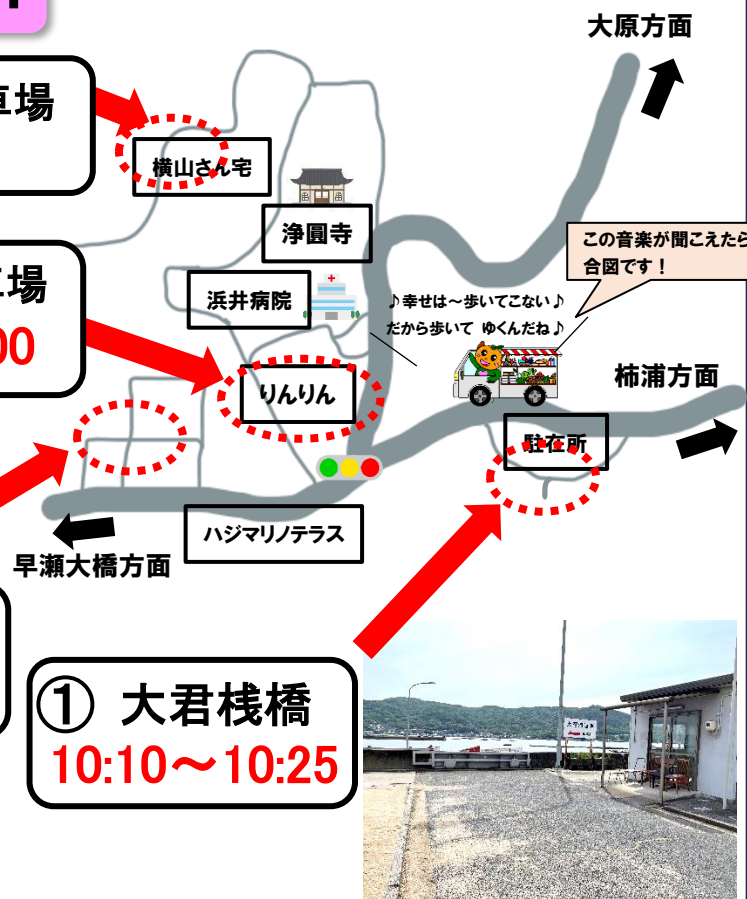 大原方面
車場
横山さん宅
浄圓寺
この音楽が聞こえたら
合図です!
浜井病院
♪幸せは~歩いてこない♪
だから歩いて ゆくんだね♪
場
00
りんりん
柿浦方面
駐在所
ハジマリノテラス
早瀬大橋方面
① 大君桟橋
10:10~10:25